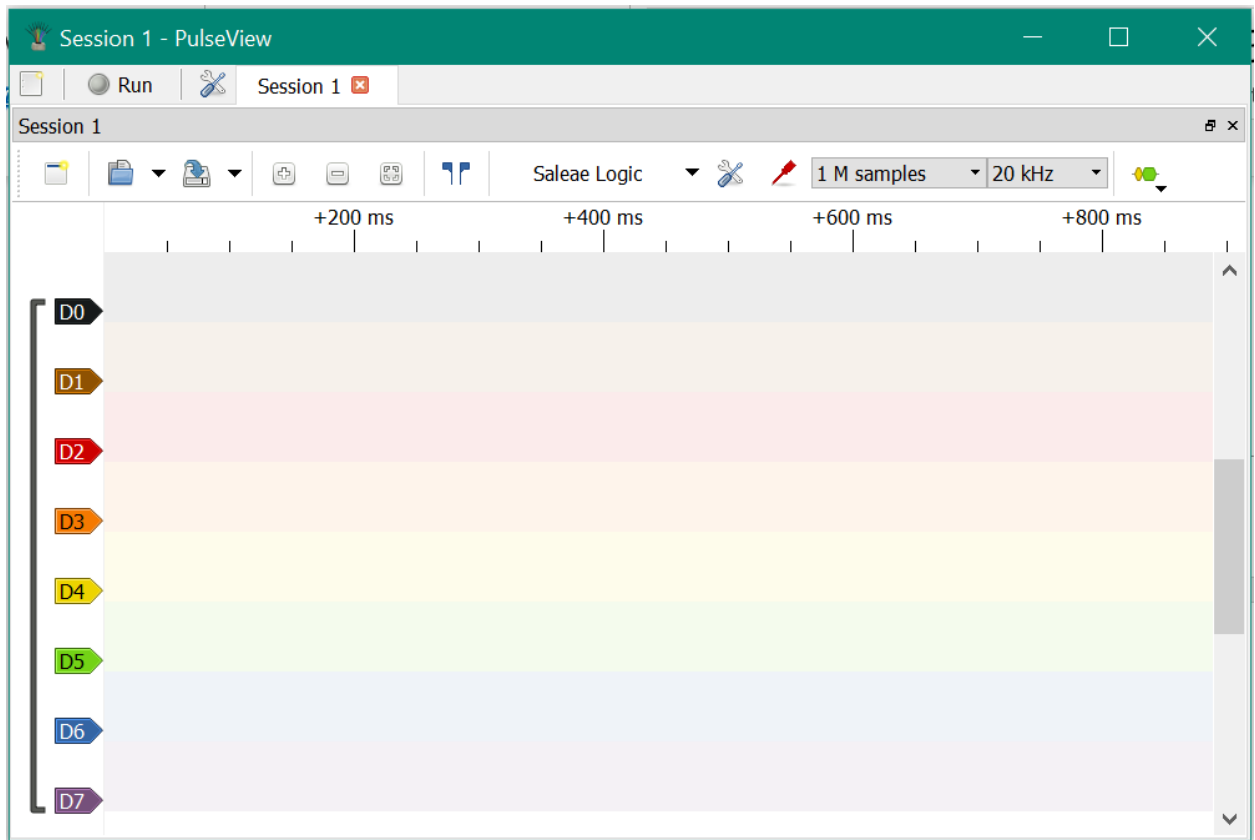 Session 1 - PulseView
Run Session 1
Session 1
Saleae Logic 1 M samples 20 kHz
+200 ms +400 ms +600 ms +800 ms
D0
D1
D2
D3
D4
D5
D6
D7